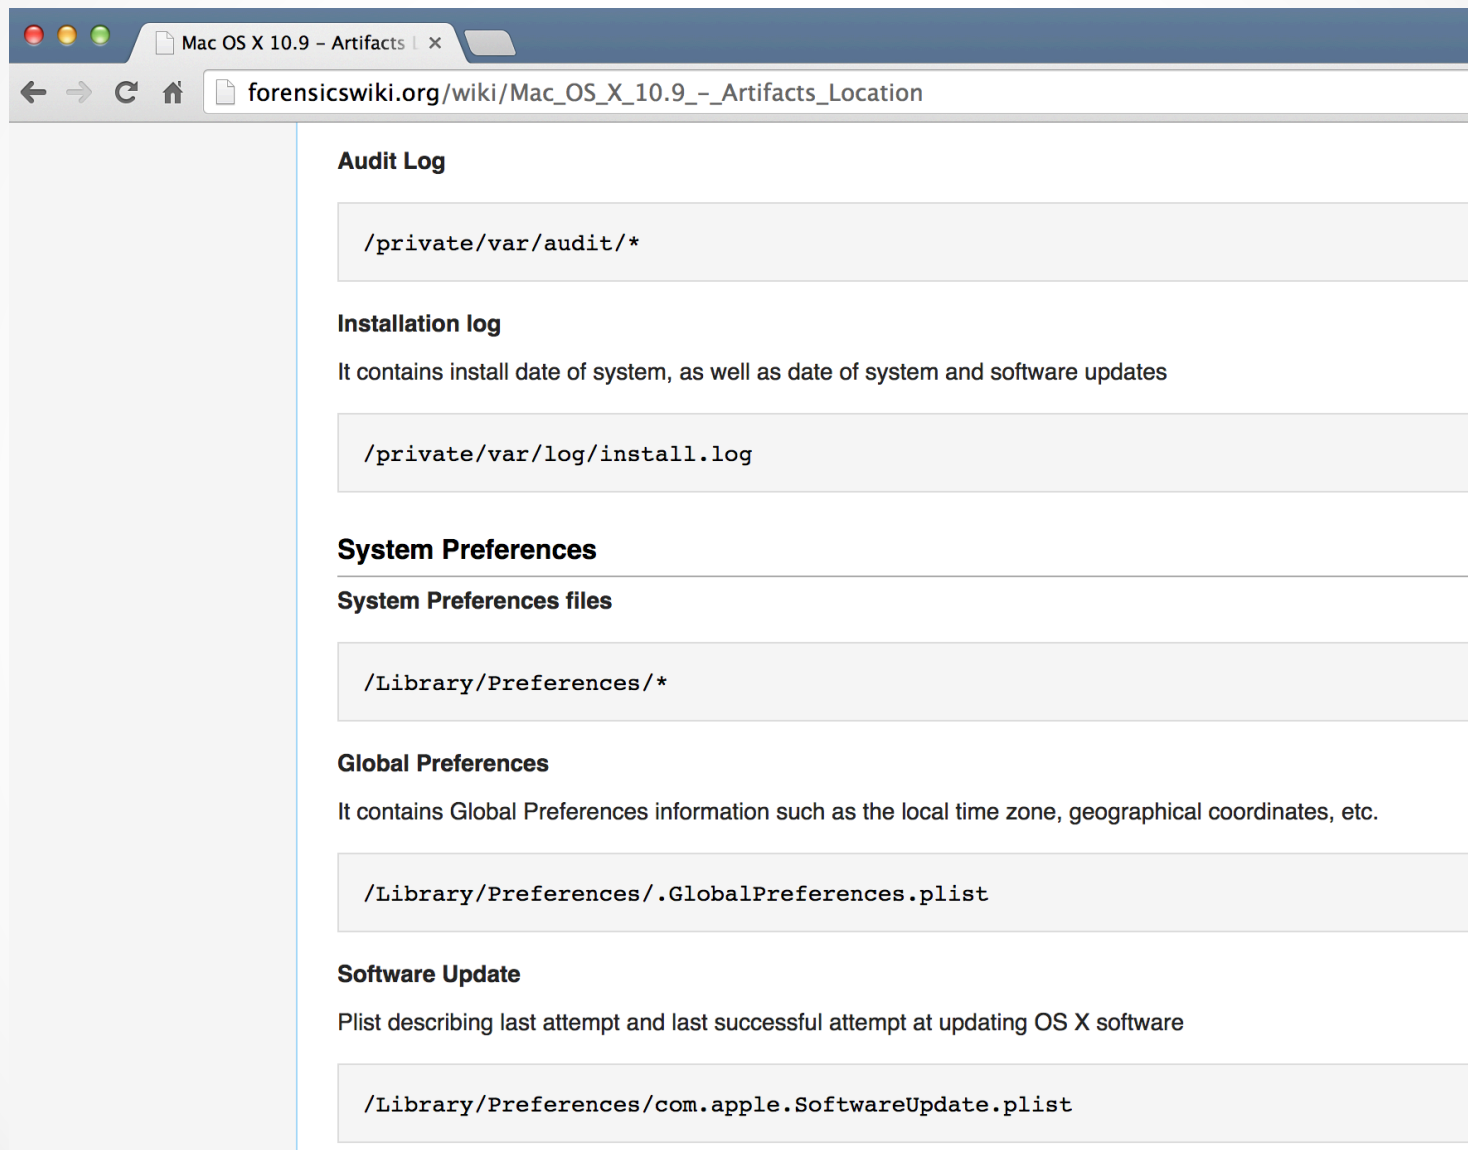 Mac OS X 10.9 – Artifacts L
forensicswiki.org/wiki/Mac_OS_X_10.9_-_Artifacts_Location
Audit Log
/private/var/audit/*
Installation log
It contains install date of system, as well as date of system and software updates
/private/var/log/install.log
System Preferences
System Preferences files
/Library/Preferences/*
Global Preferences
It contains Global Preferences information such as the local time zone, geographical coordinates, etc.
/Library/Preferences/.GlobalPreferences.plist
Software Update
Plist describing last attempt and last successful attempt at updating OS X software
/Library/Preferences/com.apple.SoftwareUpdate.plist